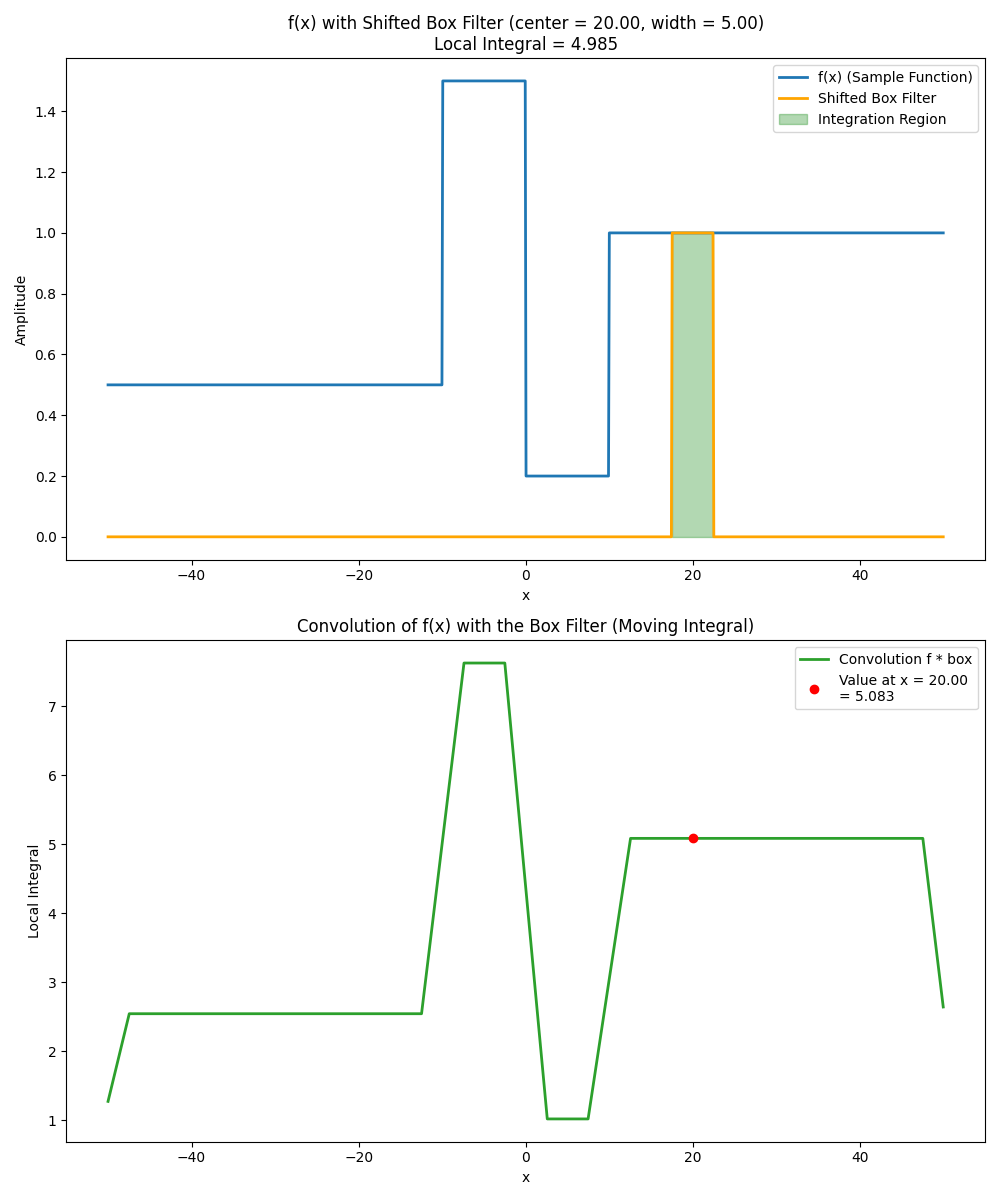 f(x) with Shifted Box Filter (center = 20.00, width = 5.00)
Local Integral = 4.985
f(x) (Sample Function)
Shifted Box Filter
Integration Region
Amplitude
1.4
1.2
1.0
0.8
0.6
0.4
0.2
0.0
−40
−20
0
20
40
x
Convolution of f(x) with the Box Filter (Moving Integral)
Convolution f * box
Value at x = 20.00
= 5.083
Local Integral
7
6
5
4
3
2
1
−40
−20
0
20
40
x